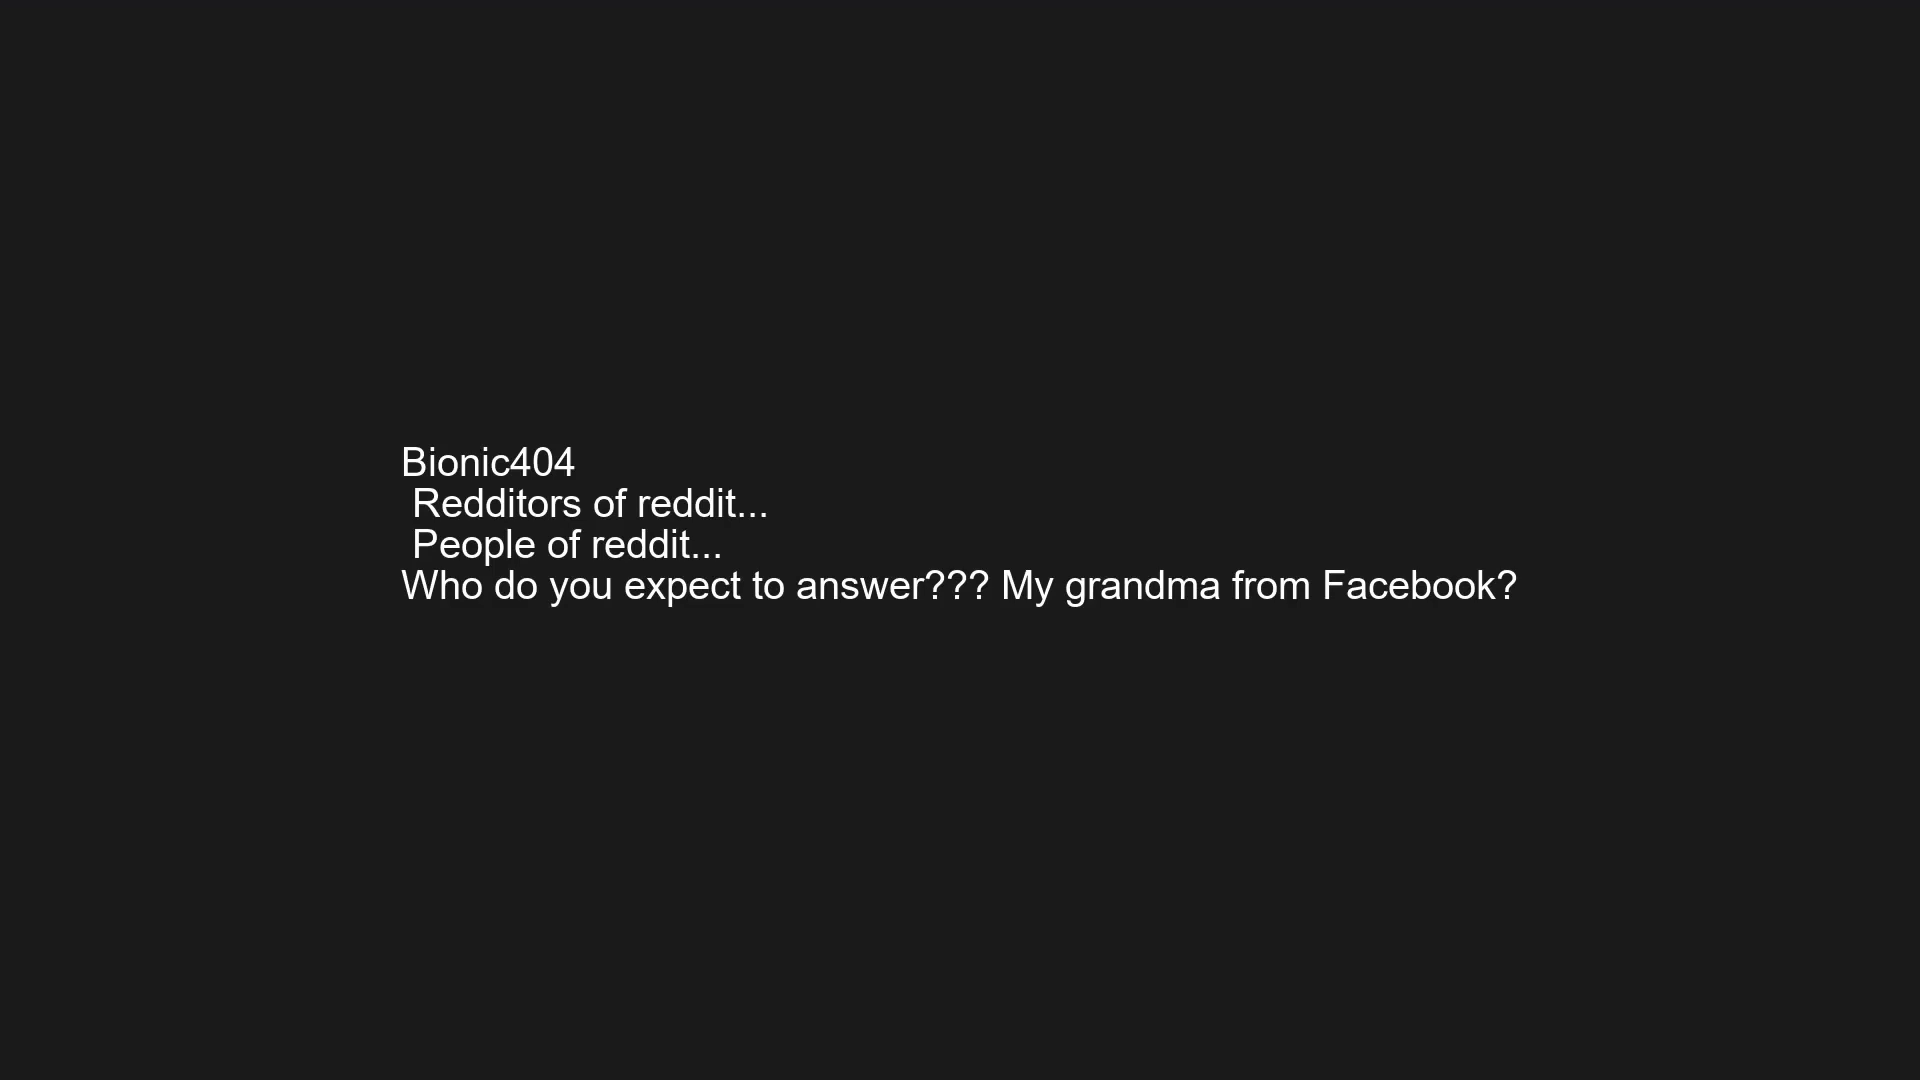 Bionic404
Redditors of reddit...
People of reddit...
Who do you expect to answer??? My grandma from Facebook?